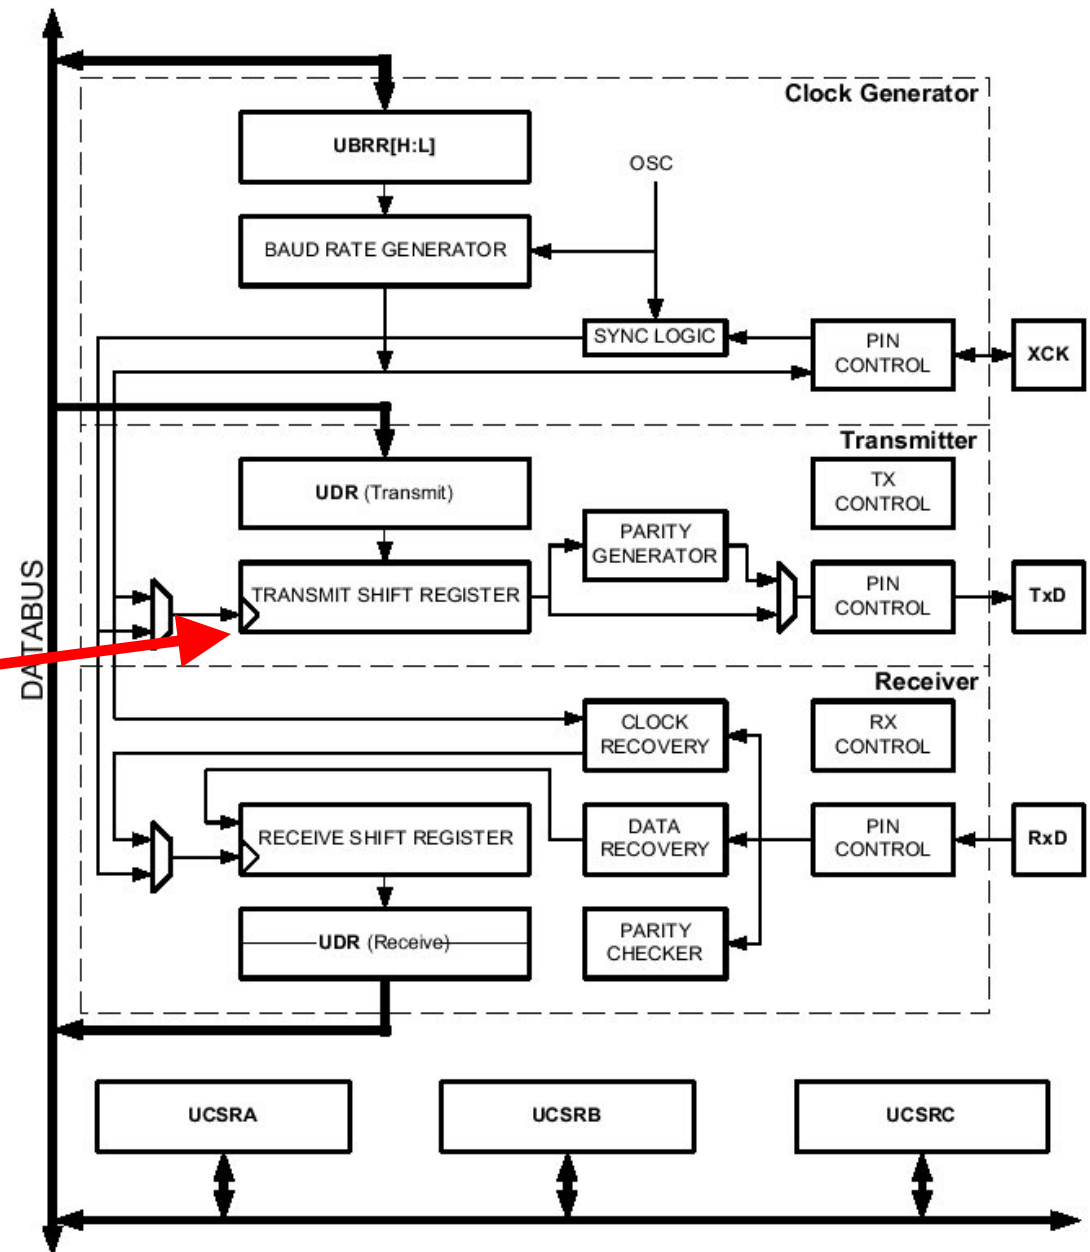 Clock Generator
UBRR[H:L]
OSC
BAUD RATE GENERATOR
SYNC LOGIC
PIN
CONTROL
XCK
Transmitter
UDR (Transmit)
TX
CONTROL
PARITY
GENERATOR
TRANSMIT SHIFT REGISTER
PIN
CONTROL
TxD
DATABUS
Receiver
CLOCK
RECOVERY
RX
CONTROL
RECEIVE SHIFT REGISTER
DATA
RECOVERY
PIN
CONTROL
RxD
UDR (Receive)
PARITY
CHECKER
UCSRA
UCSRB
UCSRC